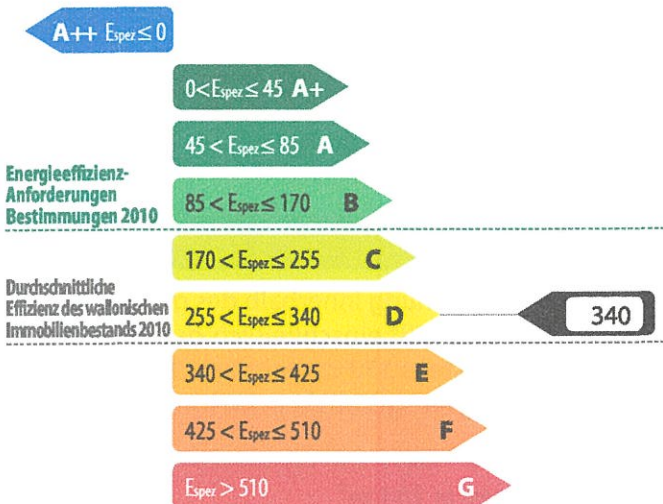 A++ Espez ≤ 0
0 < Espez ≤ 45 A+
45 < Espez ≤ 85 A
Energieeffizienz-
Anforderungen
Bestimmungen 2010
85 < Espez ≤ 170 B
170 < Espez ≤ 255 C
Durchschnittliche
Effizienz des wallonischen
Immobilienbestands 2010
255 < Espez ≤ 340 D
340
340 < Espez ≤ 425 E
425 < Espez ≤ 510 F
Espez > 510 G